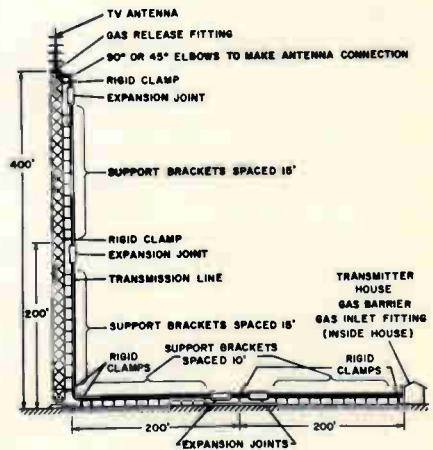 TV ANTENNA
GAS RELEASE FITTING
90° OR 45° ELBOWS TO MAKE ANTENNA CONNECTION
RIGID CLAMP
EXPANSION JOINT
400'
SUPPORT BRACKETS SPACED 15'
RIGID CLAMP
EXPANSION JOINT
TRANSMISSION LINE
200'
SUPPORT BRACKETS SPACED 15'
TRANSMITTER
HOUSE
GAS BARRIER
GAS INLET FITTING
(INSIDE HOUSE)
RIGID
CLAMPS
SUPPORT BRACKETS
SPACED 10'
RIGID
CLAMPS
200'
200'
EXPANSION JOINTS